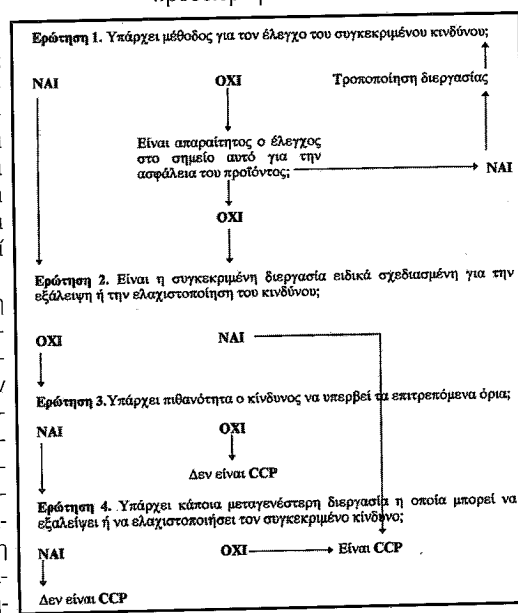 Ερώτηση 1. Υπάρχει μέθοδος για τον έλεγχο του συγκεκριμένου κινδύνου;
ΝΑΙ ΟΧΙ Τροποποίηση διεργασίας
Είναι απαραίτητος ο έλεγχος
στο σημείο αυτό για την
ασφάλεια του προϊόντος; ΝΑΙ
ΟΧΙ
Ερώτηση 2. Είναι η συγκεκριμένη διεργασία ειδικά σχεδιασμένη για την
εξάλειψη ή την ελαχιστοποίηση του κινδύνου;
ΟΧΙ ΝΑΙ
Ερώτηση 3.Υπάρχει πιθανότητα ο κίνδυνος να υπερβεί τα επιτρεπόμενα όρια;
ΝΑΙ ΟΧΙ
Δεν είναι CCP
Ερώτηση 4. Υπάρχει κάποια μεταγενέστερη διεργασία η οποία μπορεί να
εξαλείψει ή να ελαχιστοποιήσει τον συγκεκριμένο κίνδυνο;
ΝΑΙ ΟΧΙ Είναι CCP
Δεν είναι CCP